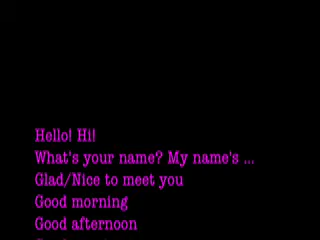 Hello! Hi!
What's your name? My name's ...
Glad/Nice to meet you
Good morning
Good afternoon